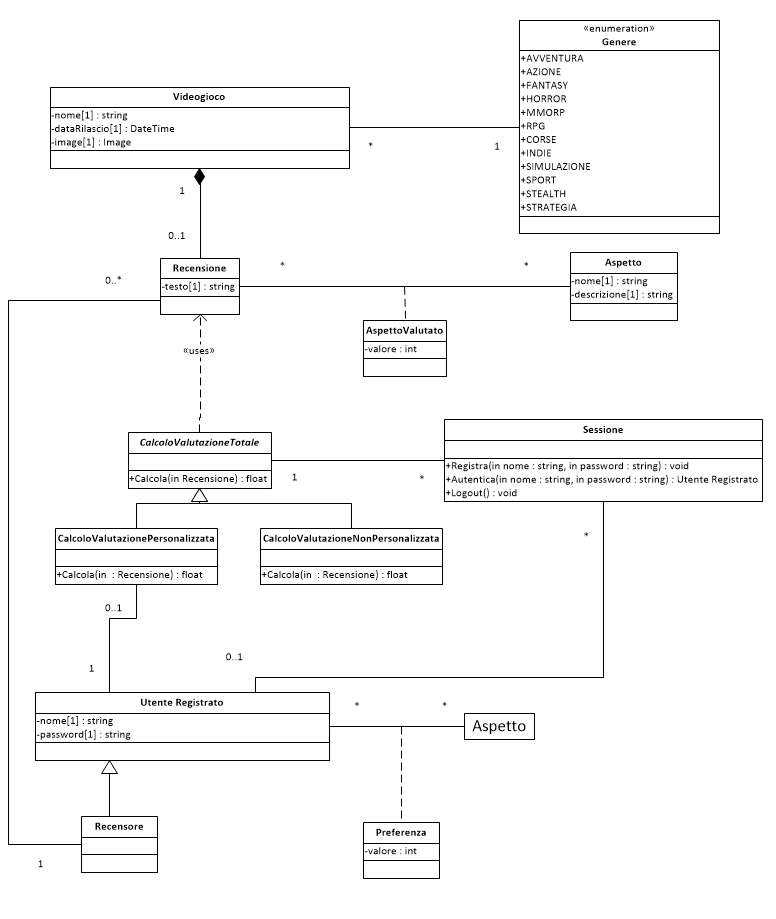 «enumeration»
Genere
+AVVENTURA
+AZIONE
+FANTASY
+HORROR
+MMORP
+RPG
+CORSE
+INDIE
+SIMULAZIONE
+SPORT
+STEALTH
+STRATEGIA
Videogioco
-nome[1] : string
-dataRilascio[1] : DateTime
-image[1] : Image
*
1
1
0..1
Recensione
-testo[1] : string
0..*
*
*
Aspetto
-nome[1] : string
-descrizione[1] : string
AspettoValutato
-valore : int
«uses»
CalcoloValutazioneTotale
+Calcola(in Recensione) : float
1
*
Sessione
+Registra(in nome : string, in password : string) : void
+Autentica(in nome : string, in password : string) : Utente Registrato
+Logout() : void
CalcoloValutazionePersonalizzata
+Calcola(in : Recensione) : float
CalcoloValutazioneNonPersonalizzata
+Calcola(in : Recensione) : float
*
0..1
1
0..1
Utente Registrato
-nome[1] : string
-password[1] : string
*
*
Aspetto
Recensore
1
Preferenza
-valore : int